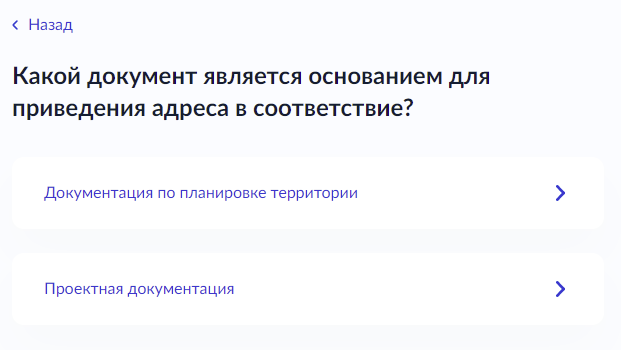 Назад
Какой документ является основанием для
приведения адреса в соответствие?
Документация по планировке территории
Проектная документация